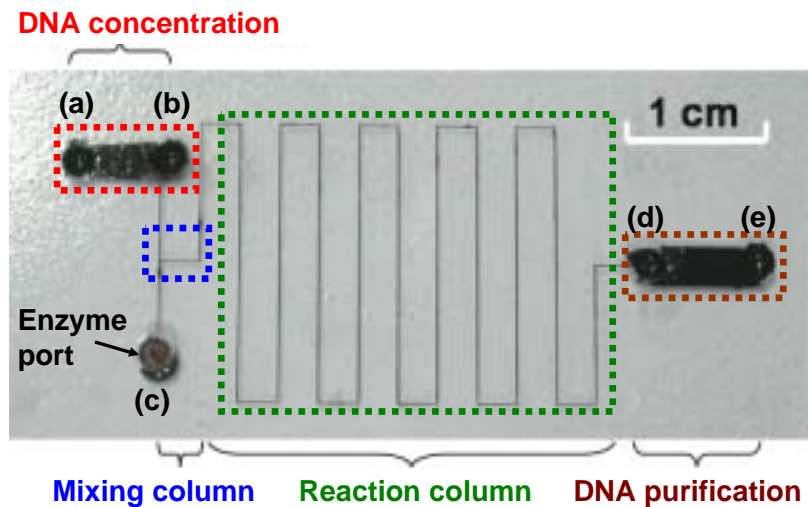 DNA concentration
(a)
(b)
1 cm
(d)
(e)
Enzyme
port
(c)
Mixing column
Reaction column
DNA purification